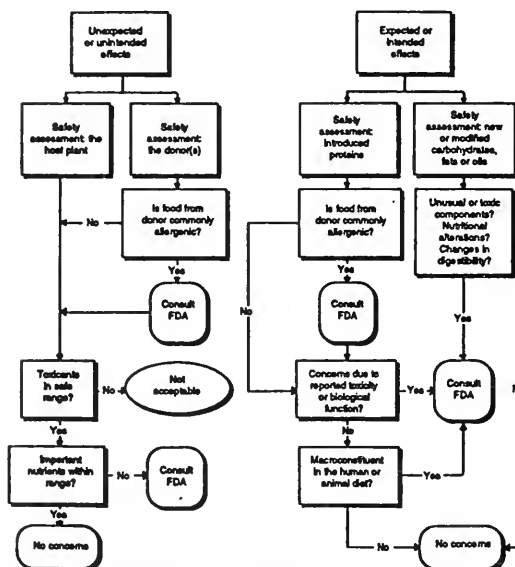 Unexpected
or unintended
effects
Safety
assessment: the
host plant
Safety
assessment:
the donor(s)
Is food from
donor commonly
allergenic?
No
Yes
Consult
FDA
Toxicants
in safe
range?
No
Not
acceptable
Yes
Important
nutrients within
range?
No
Consult
FDA
Yes
No concerns
Expected or
intended
effects
Safety
assessment:
introduced
proteins
Safety
assessment: new
or modified
carbohydrates,
fats or oils
Is food from
donor commonly
allergenic?
Unusual or toxic
components?
Nutritional
alterations?
Changes in
digestibility?
No
Yes
Consult
FDA
Yes
Concerns due to
reported toxicity
or biological
function?
Yes
Consult
FDA
No
Macroconstituent
in the human or
animal diet?
Yes
No
No concerns